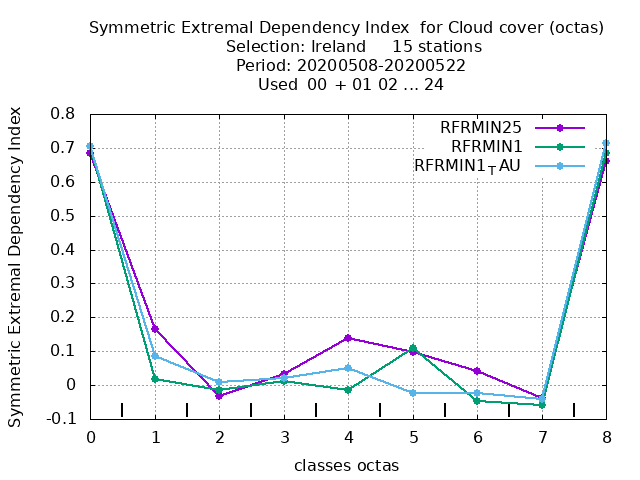 Symmetric Extremal Dependency Index  for Cloud cover (octas)
Selection: Ireland     15 stations
Period: 20200508-20200522
Used  00  + 01 02 ... 24
Symmetric Extremal Dependency Index
0.8
0.7
0.6
0.5
0.4
0.3
0.2
0.1
0
-0.1
RFRMIN25
RFRMIN1
RFRMIN1TAU
0 1 2 3 4 5 6 7 8
classes octas